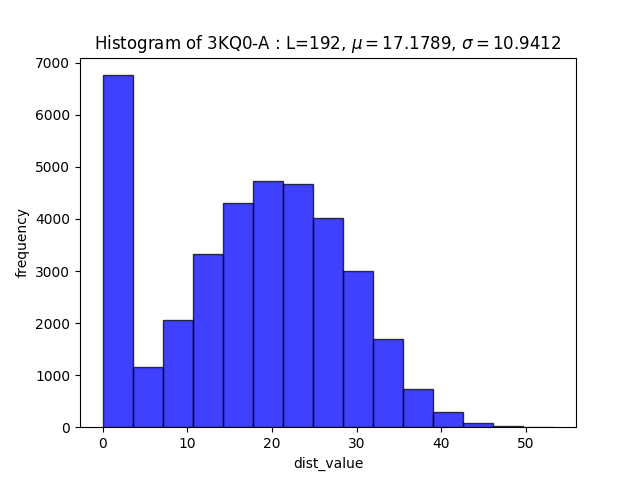 Histogram of 3KQ0-A : L=192, μ = 17.1789, σ = 10.9412
7000
6000
5000
4000
3000
2000
1000
0
frequency
0 10 20 30 40 50
dist_value